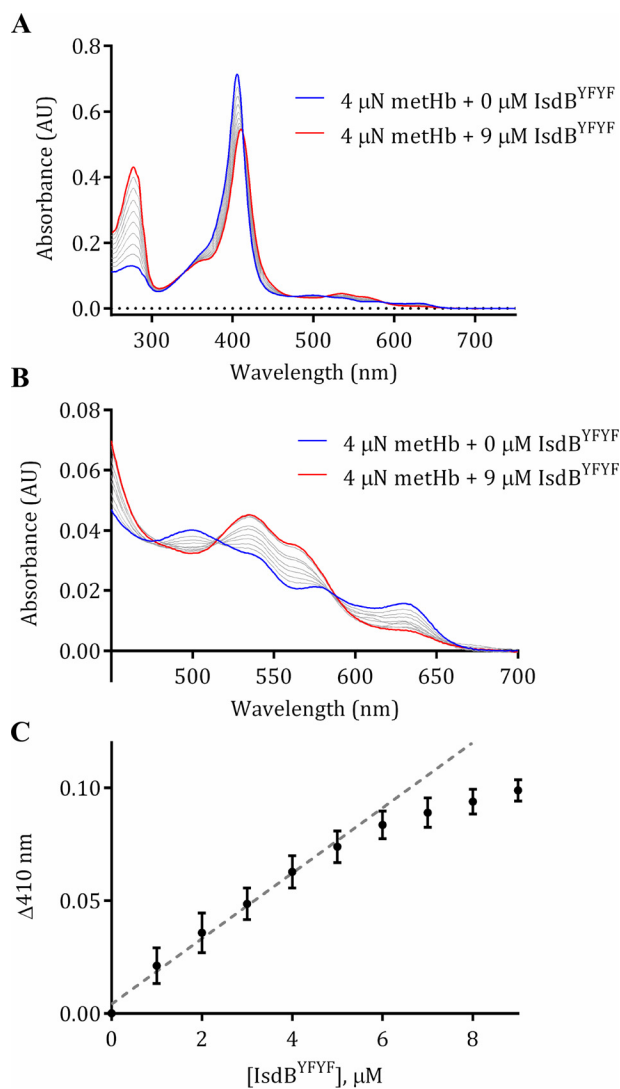 A
0.8
0.6
0.4
0.2
0.0
Absorbance (AU)
4 μN metHb + 0 μM IsdB^YFYF
4 μN metHb + 9 μM IsdB^YFYF
300 400 500 600 700
Wavelength (nm)
B
0.08
0.06
0.04
0.02
0.00
Absorbance (AU)
4 μN metHb + 0 μM IsdB^YFYF
4 μN metHb + 9 μM IsdB^YFYF
500 550 600 650 700
Wavelength (nm)
C
0.10
0.05
0.00
Δ410 nm
0 2 4 6 8
[IsdB^YFYF], μM